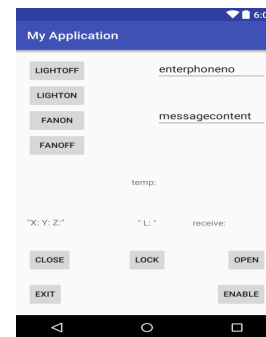 6:0
My Application
LIGHTOFF enterphoneno
LIGHTON
FANON messagecontent
FANOFF
temp:
"X: Y: Z:" " L: " receive:
CLOSE LOCK OPEN
EXIT ENABLE